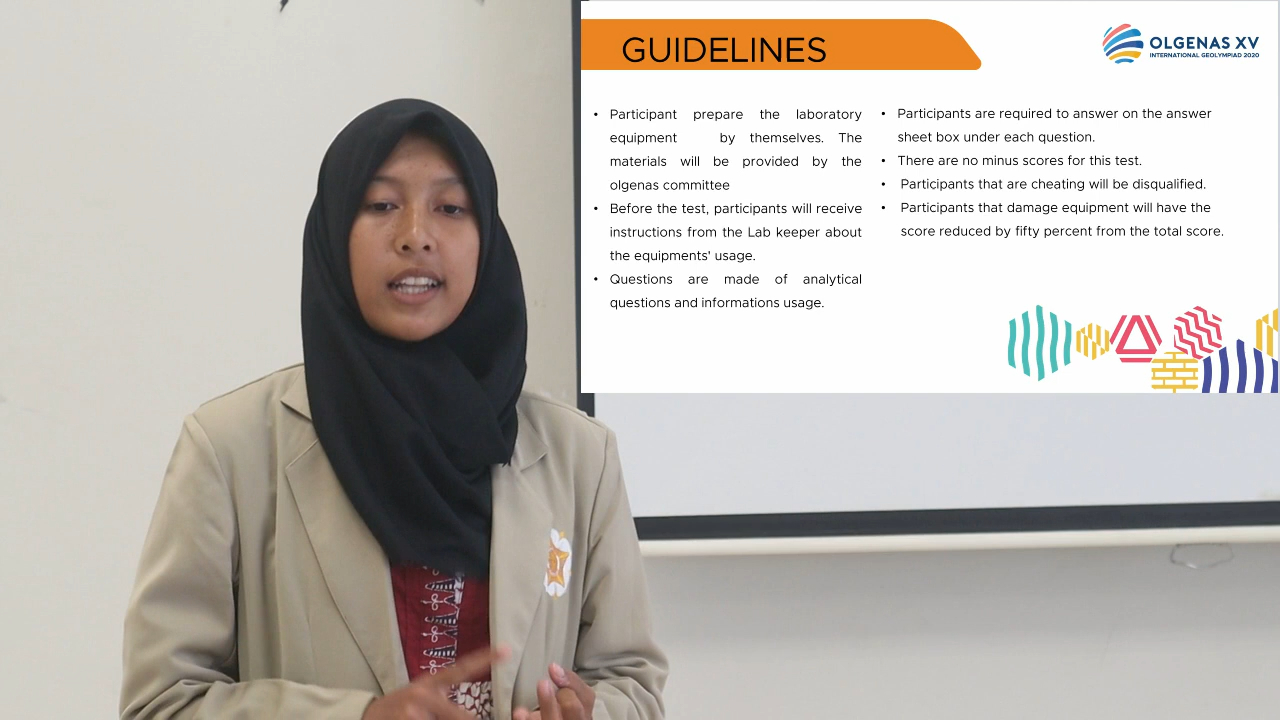 GUIDELINES
OLGENAS XV
INTERNATIONAL GEOLYMPIAD 2020
• Participant prepare the laboratory
equipment by themselves. The
materials will be provided by the
olgenas committee
• Before the test, participants will receive
instructions from the Lab keeper about
the equipments' usage.
• Questions are made of analytical
questions and informations usage.
• Participants are required to answer on the answer
sheet box under each question.
• There are no minus scores for this test.
• Participants that are cheating will be disqualified.
• Participants that damage equipment will have the
score reduced by fifty percent from the total score.